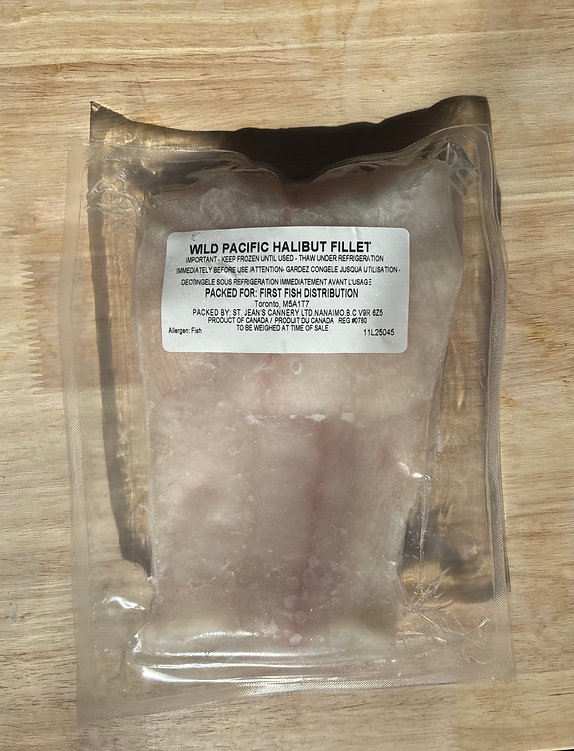 WILD PACIFIC HALIBUT FILLET
IMPORTANT - KEEP FROZEN UNTIL USED - THAW UNDER REFRIGERATION
IMMEDIATELY BEFORE USE /ATTENTION- GARDEZ CONGELE JUSQUA UTILISATION -
DECONGELE SOUS REFRIGERATION IMMEDIATEMENT AVANT L'USAGE
PACKED FOR: FIRST FISH DISTRIBUTION
Toronto, M5A1T7
PACKED BY: ST. JEAN'S CANNERY LTD.NANAIMO.B.C V9R 6Z5
PRODUCT OF CANADA / PRODUIT DU CANADA REG #0780
TO BE WEIGHED AT TIME OF SALE
Allergen: Fish 11L25045